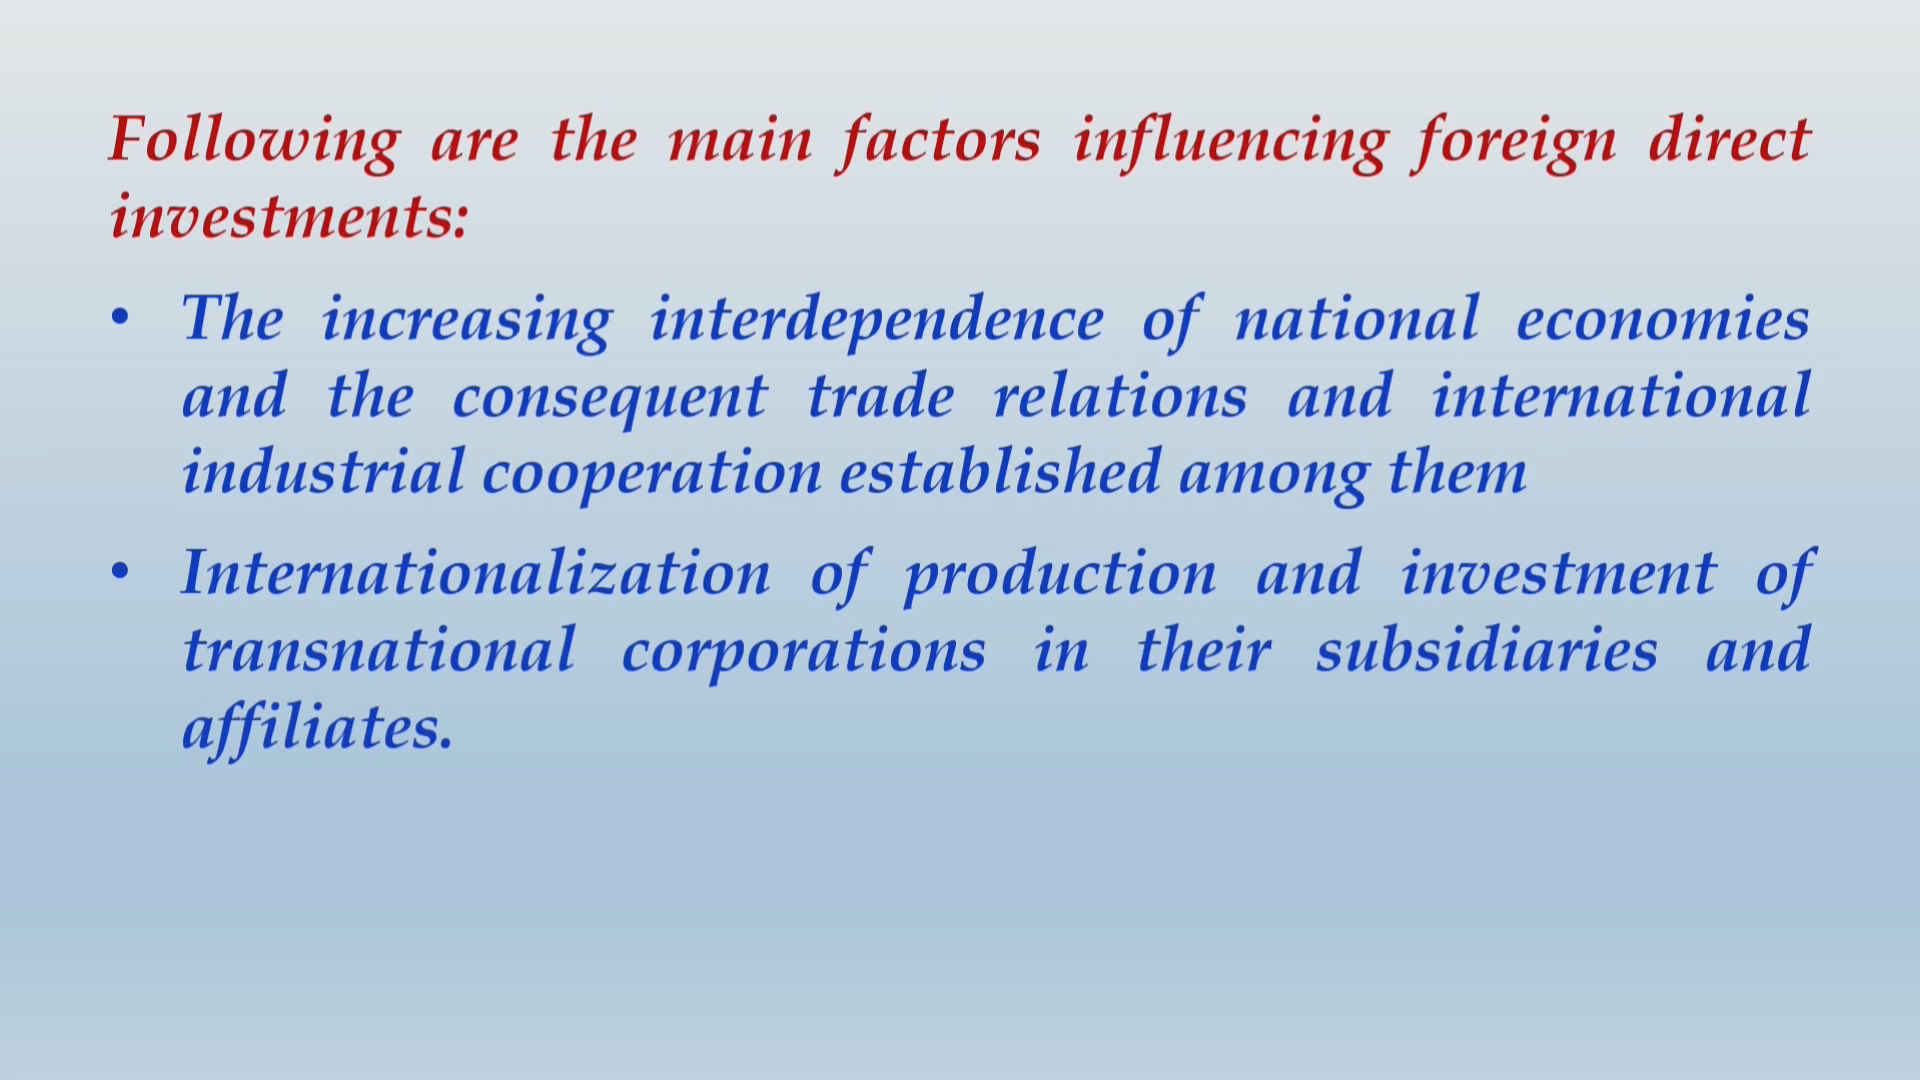 Following are the main factors influencing foreign direct
investments:
• The increasing interdependence of national economies
and the consequent trade relations and international
industrial cooperation established among them
• Internationalization of production and investment of
transnational corporations in their subsidiaries and
affiliates.